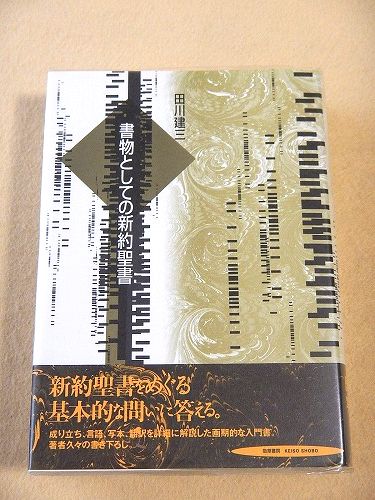 田川建三
書物としての新約聖書
新約聖書をめぐる
基本的な問いに答える。
成り立ち、言語、写本、翻訳を詳細に解説した画期的な入門書。
著者久々の書き下ろし。
勁草書房 KEISO SHOBO